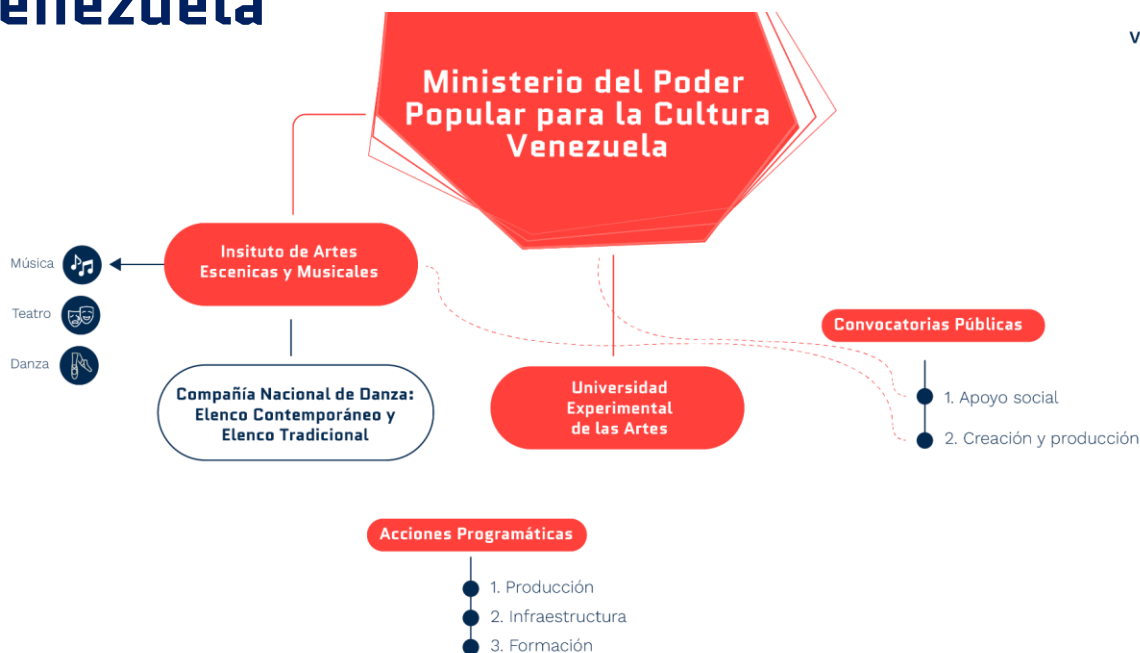 enezuela
V
Ministerio del Poder
Popular para la Cultura
Venezuela
Insituto de Artes
Escenicas y Musicales
Música
Teatro
Danza
Compañía Nacional de Danza:
Elenco Contemporáneo y
Elenco Tradicional
Universidad
Experimental
de las Artes
Convocatorias Públicas
1. Apoyo social
2. Creación y producción
Acciones Programáticas
1. Producción
2. Infraestructura
3. Formación